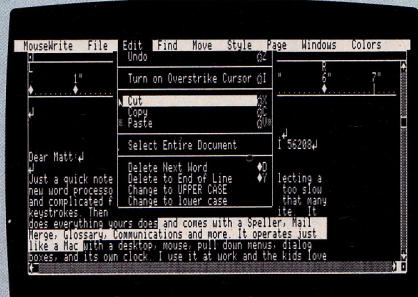 MouseWrite File Edit Find Move Style Page Windows Colors
Undo Z
Turn on Overstrike Cursor I
Cut X
Copy C
Paste V
Select Entire Document
Delete Next Word D
Delete to End of Line Y
Change to UPPER CASE
Change to lower case
L R
1" " 6" 7"
I 56208
Dear Matt
Just a quick note lecting a
new word processo too slow
and complicated f that many
keystrokes. Then ite. It
does everything yours does and comes with a Speller, Mail
Merge, Glossary, Communications and more. It operates just
like a Mac with a desktop, mouse, pull down menus, dialog
boxes, and its own clock. I use it at work and the kids love